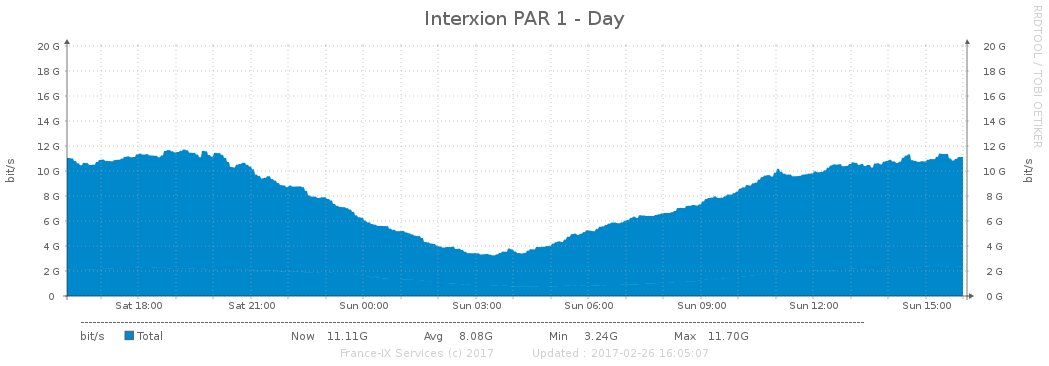 Interxion PAR 1 - Day
RRDTOOL / TOBI OETIKER
bit/s
20 G 20 G
18 G 18 G
16 G 16 G
14 G 14 G
12 G 12 G
10 G 10 G
8 G 8 G
6 G 6 G
4 G 4 G
2 G 2 G
0 0 G
bit/s
Sat 18:00 Sat 21:00 Sun 00:00 Sun 03:00 Sun 06:00 Sun 09:00 Sun 12:00 Sun 15:00
bit/s Total Now 11.11G Avg 8.08G Min 3.24G Max 11.70G
France-IX Services (c) 2017 Updated : 2017-02-26 16:05:07